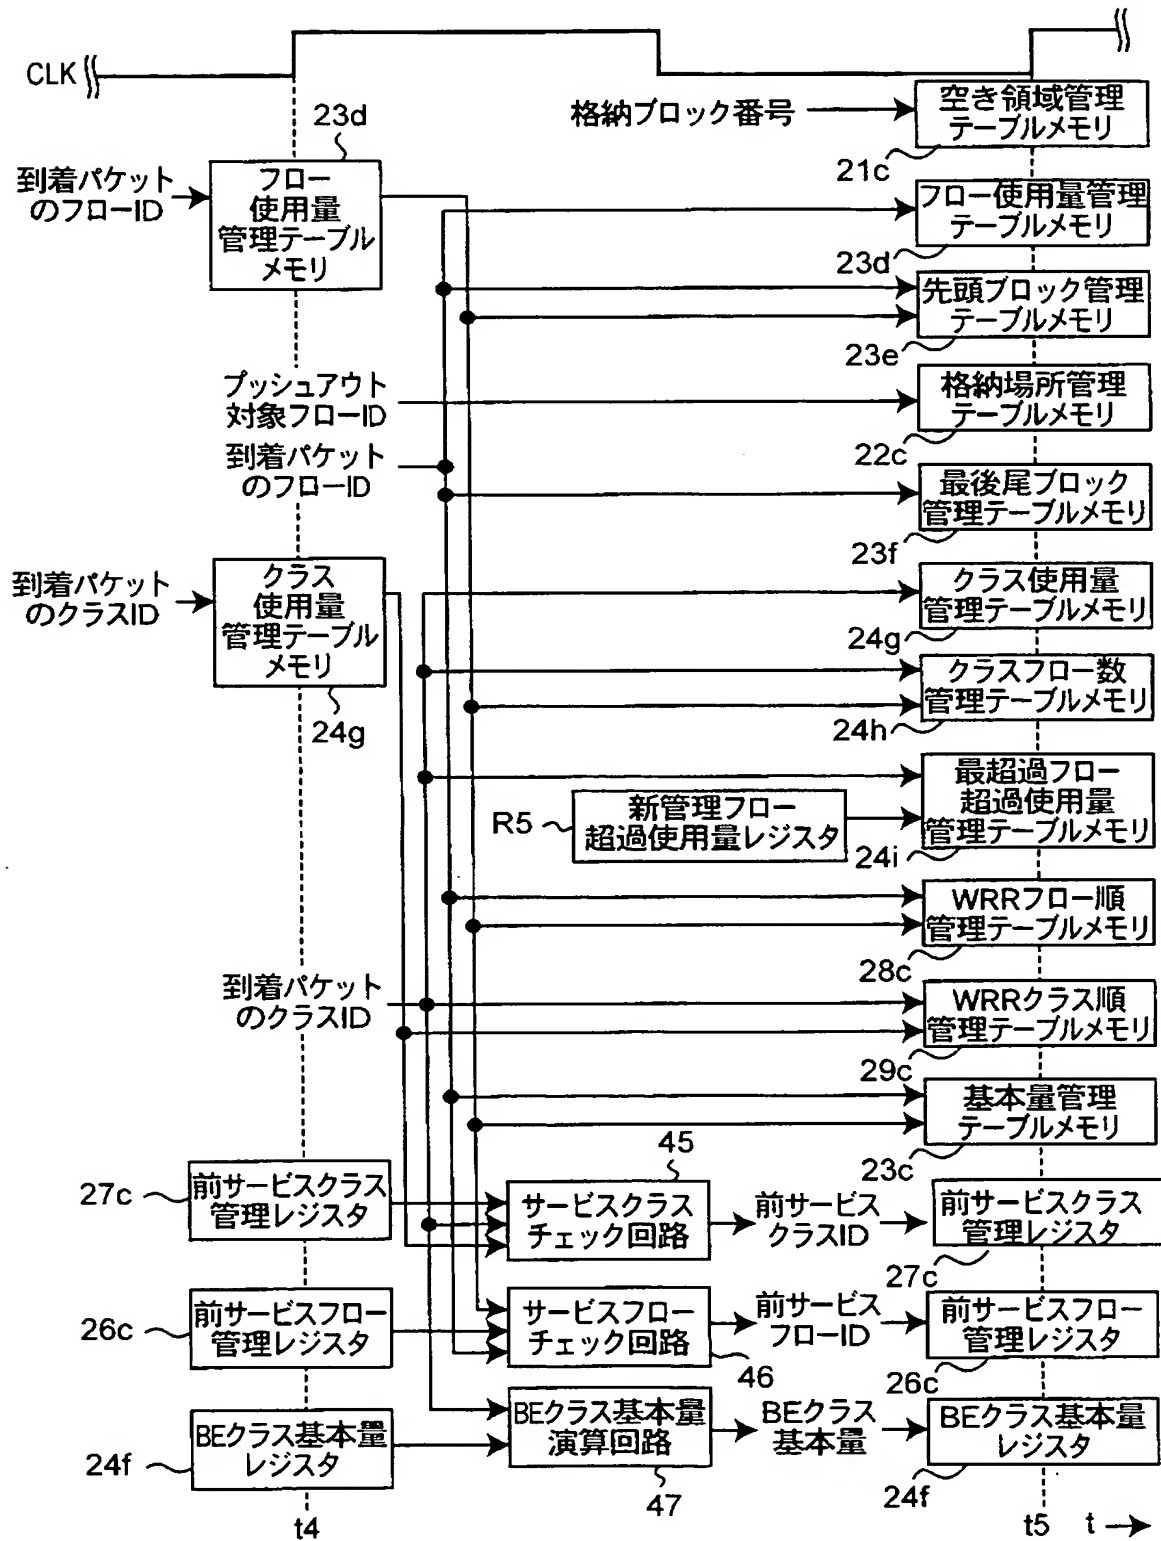 CLK
格納ブロック番号
空き領域管理
テーブルメモリ
21c
23d
到着パケット
のフローID
フロー
使用量
管理テーブル
メモリ
フロー使用量管理
テーブルメモリ
23d
先頭ブロック管理
テーブルメモリ
23e
プッシュアウト
対象フローID
格納場所管理
テーブルメモリ
22c
到着パケット
のフローID
最後尾ブロック
管理テーブルメモリ
23f
到着パケット
のクラスID
クラス
使用量
管理テーブル
メモリ
24g
クラス使用量
管理テーブルメモリ
24g
クラスフロー数
管理テーブルメモリ
24h
R5
新管理フロー
超過使用量レジスタ
最超過フロー
超過使用量
管理テーブルメモリ
24i
WRRフロー順
管理テーブルメモリ
28c
到着パケット
のクラスID
WRRクラス順
管理テーブルメモリ
29c
基本量管理
テーブルメモリ
23c
27c
前サービスクラス
管理レジスタ
45
サービスクラス
チェック回路
前サービス
クラスID
前サービスクラス
管理レジスタ
27c
26c
前サービスフロー
管理レジスタ
サービスフロー
チェック回路
46
前サービス
フローID
前サービスフロー
管理レジスタ
26c
24f
BEクラス基本量
レジスタ
BEクラス基本量
演算回路
47
BEクラス
基本量
BEクラス基本量
レジスタ
24f
t4
t5
t